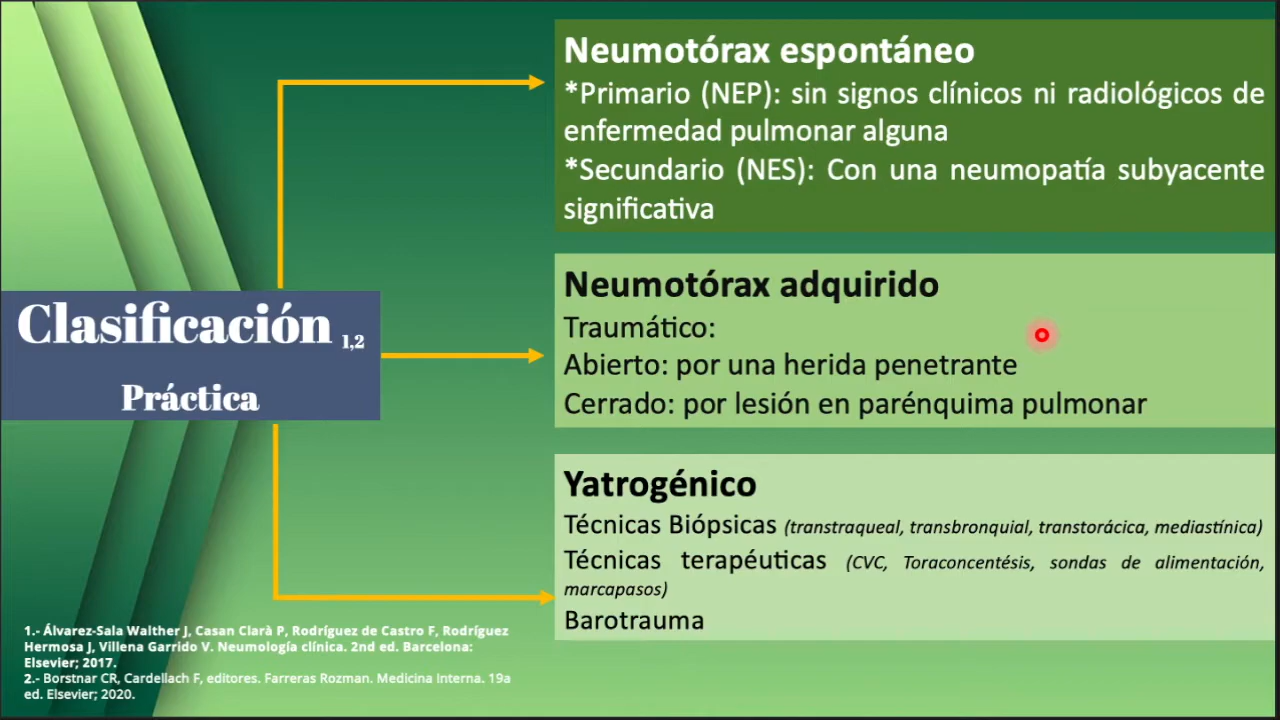 Clasificación 1,2
Práctica
Neumotórax espontáneo
*Primario (NEP): sin signos clínicos ni radiológicos de
enfermedad pulmonar alguna
*Secundario (NES): Con una neumopatía subyacente
significativa
Neumotórax adquirido
Traumático:
Abierto: por una herida penetrante
Cerrado: por lesión en parénquima pulmonar
Yatrogénico
Técnicas Biópsicas (transtraqueal, transbronquial, transtorácica, mediastínica)
Técnicas terapéuticas (CVC, Toraconcentésis, sondas de alimentación,
marcapasos)
Barotrauma
1.- Álvarez-Sala Walther J, Casan Clarà P, Rodríguez de Castro F, Rodríguez
Hermosa J, Villena Garrido V. Neumología clínica. 2nd ed. Barcelona:
Elsevier; 2017.
2.- Borstnar CR, Cardellach F, editores. Farreras Rozman. Medicina Interna. 19a
ed. Elsevier; 2020.